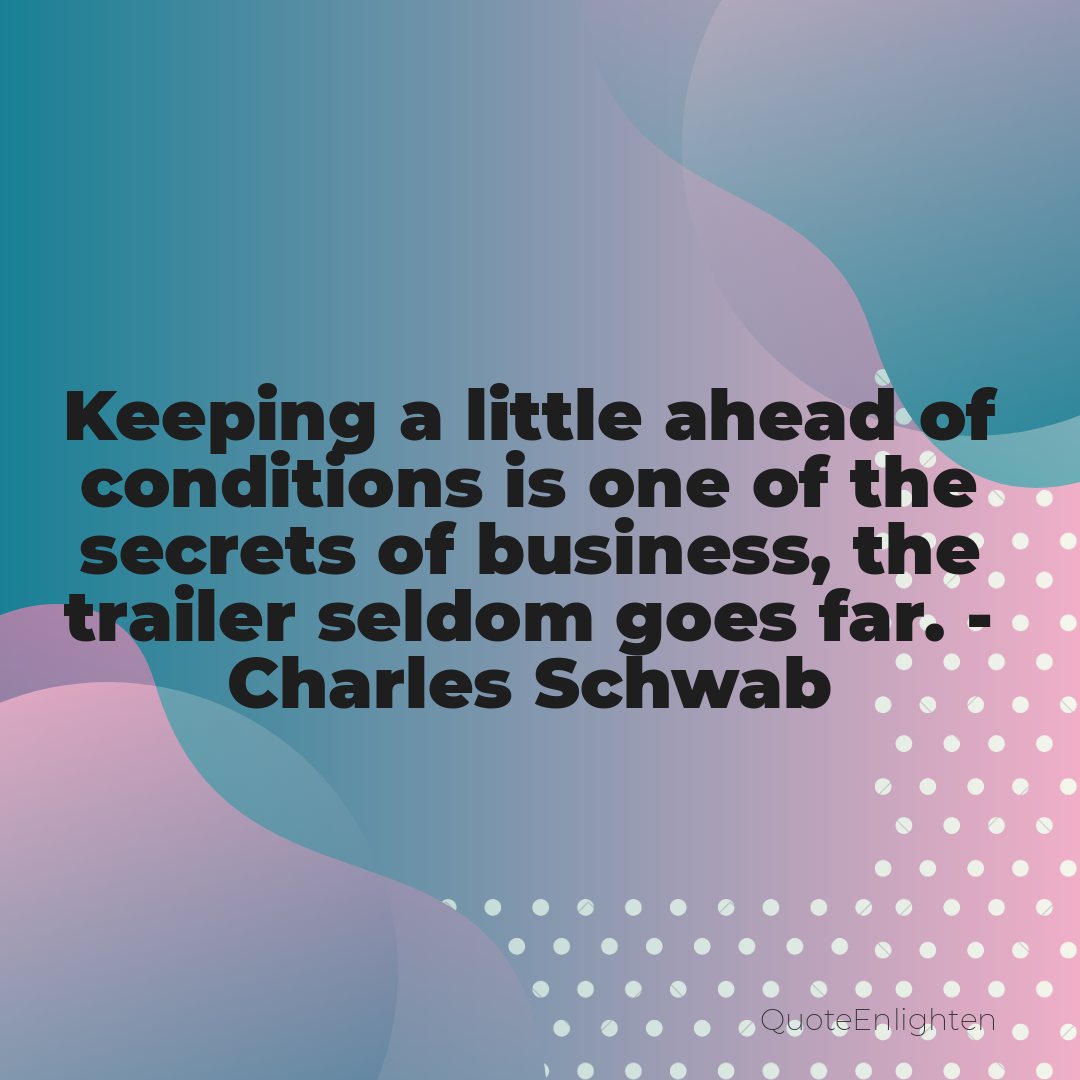 Keeping a little ahead of
conditions is one of the
secrets of business, the
trailer seldom goes far. -
Charles Schwab
QuoteEnlighten